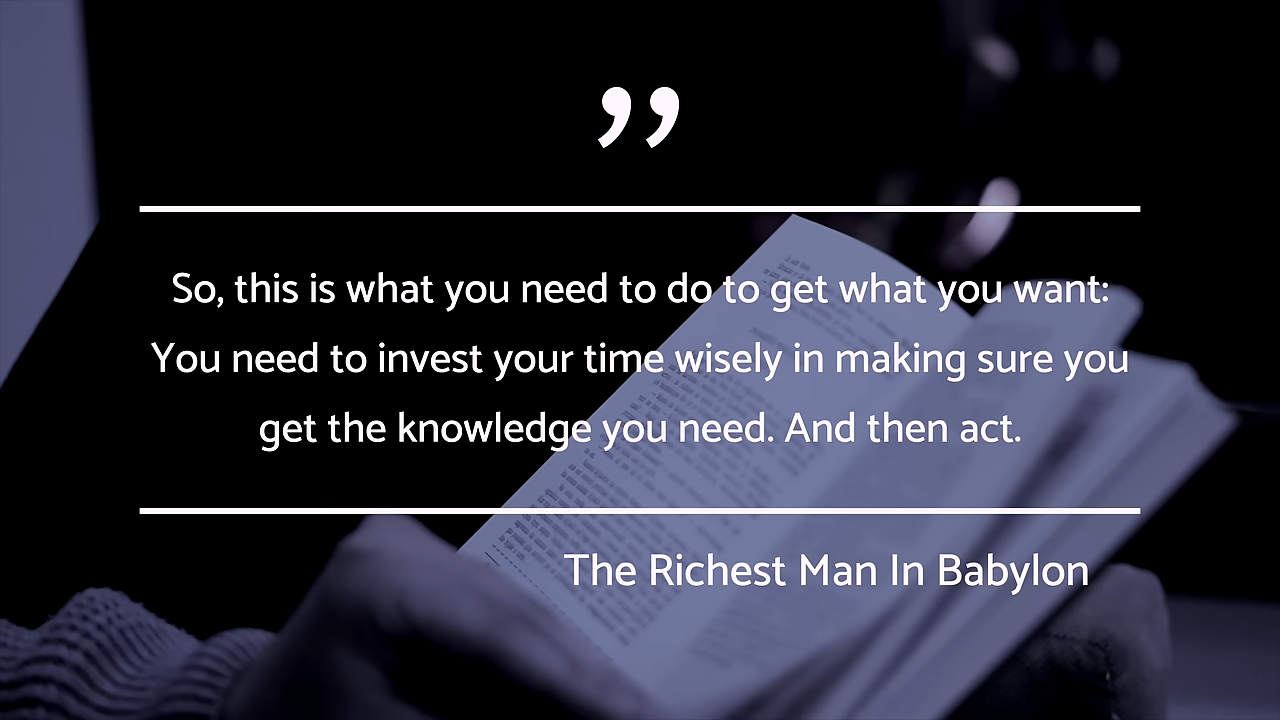 ”
So, this is what you need to do to get what you want:
You need to invest your time wisely in making sure you
get the knowledge you need. And then act.
The Richest Man In Babylon